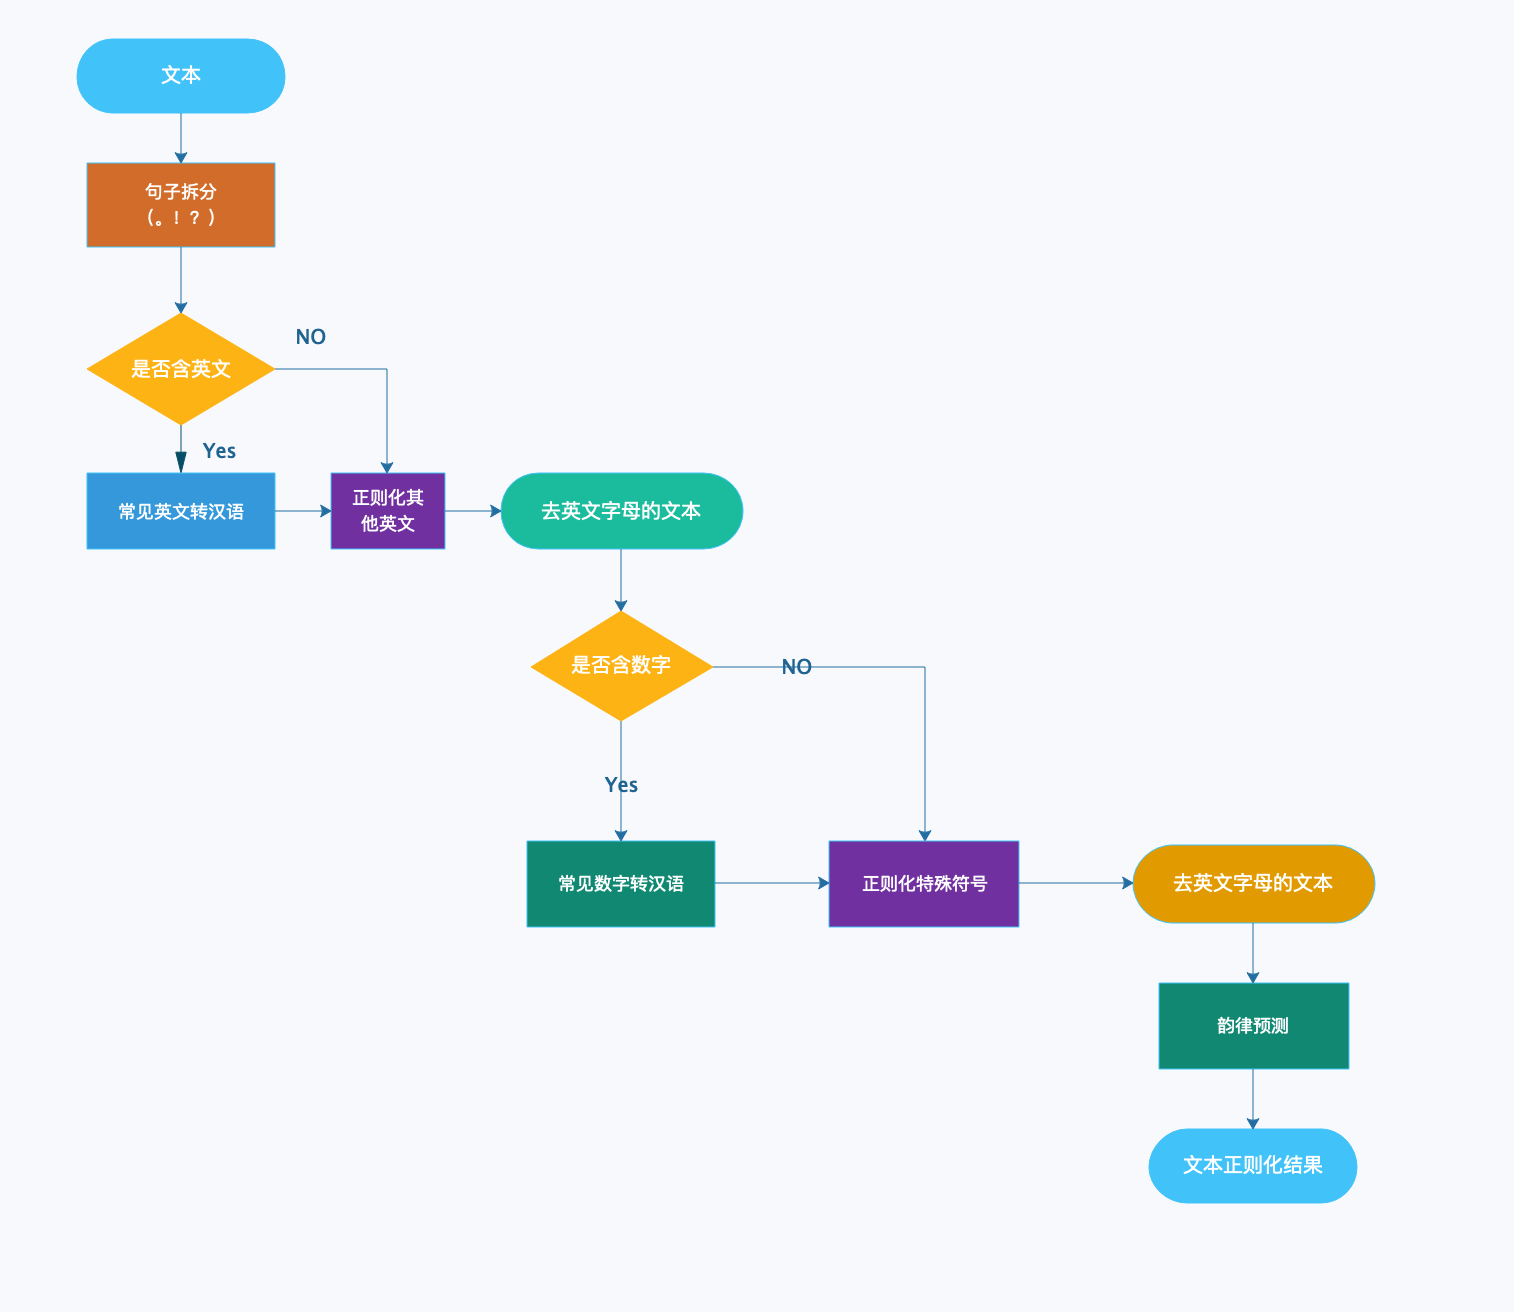 文本
句子拆分
（。！？）
是否含英文
NO
Yes
常见英文转汉语
正则化其
他英文
去英文字母的文本
是否含数字
NO
Yes
常见数字转汉语
正则化特殊符号
去英文字母的文本
韵律预测
文本正则化结果